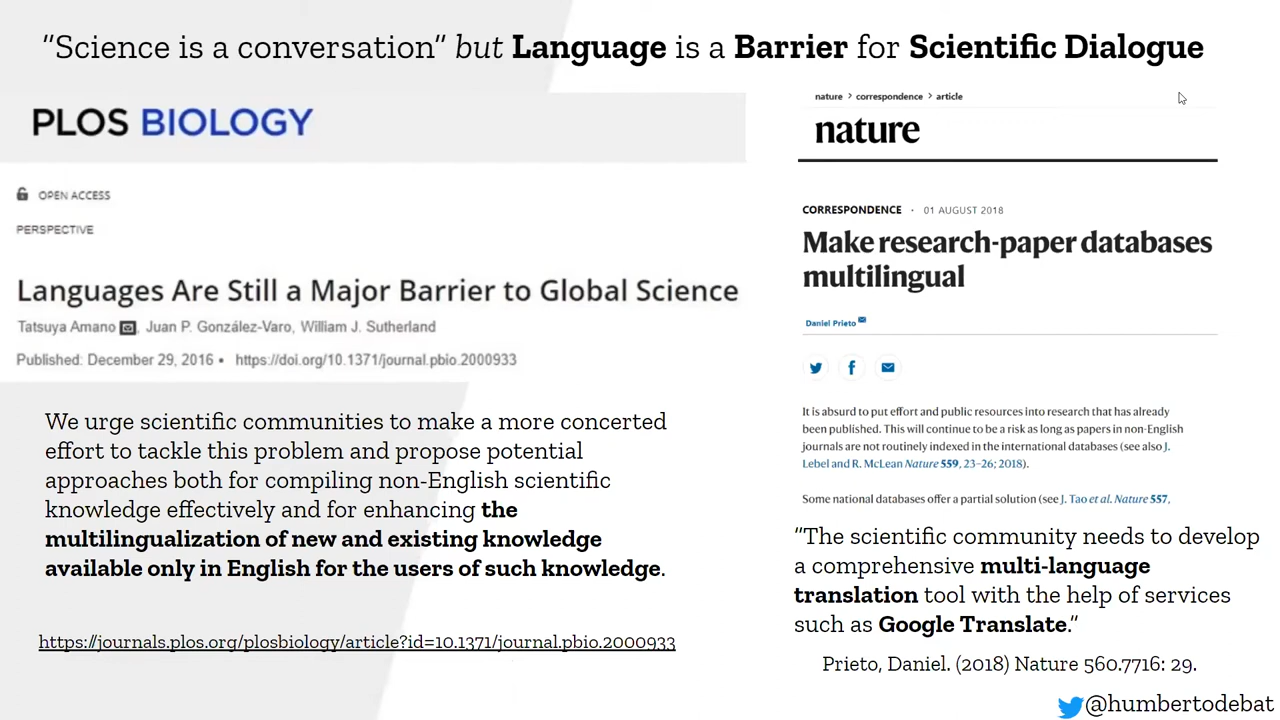 "Science is a conversation" but Language is a Barrier for Scientific Dialogue
PLOS BIOLOGY
OPEN ACCESS
PERSPECTIVE
Languages Are Still a Major Barrier to Global Science
Tatsuya Amano, Juan P. González-Varo, William J. Sutherland
Published: December 29, 2016 • https://doi.org/10.1371/journal.pbio.2000933
We urge scientific communities to make a more concerted
effort to tackle this problem and propose potential
approaches both for compiling non-English scientific
knowledge effectively and for enhancing the
multilingualization of new and existing knowledge
available only in English for the users of such knowledge.
https://journals.plos.org/plosbiology/article?id=10.1371/journal.pbio.2000933
nature > correspondence > article
nature
CORRESPONDENCE · 01 AUGUST 2018
Make research-paper databases
multilingual
Daniel Prieto
It is absurd to put effort and public resources into research that has already
been published. This will continue to be a risk as long as papers in non-English
journals are not routinely indexed in the international databases (see also J.
Lebel and R. McLean Nature 559, 23–26; 2018).
Some national databases offer a partial solution (see J. Tao et al. Nature 557,
"The scientific community needs to develop
a comprehensive multi-language
translation tool with the help of services
such as Google Translate."
Prieto, Daniel. (2018) Nature 560.7716: 29.
@humbertodebat